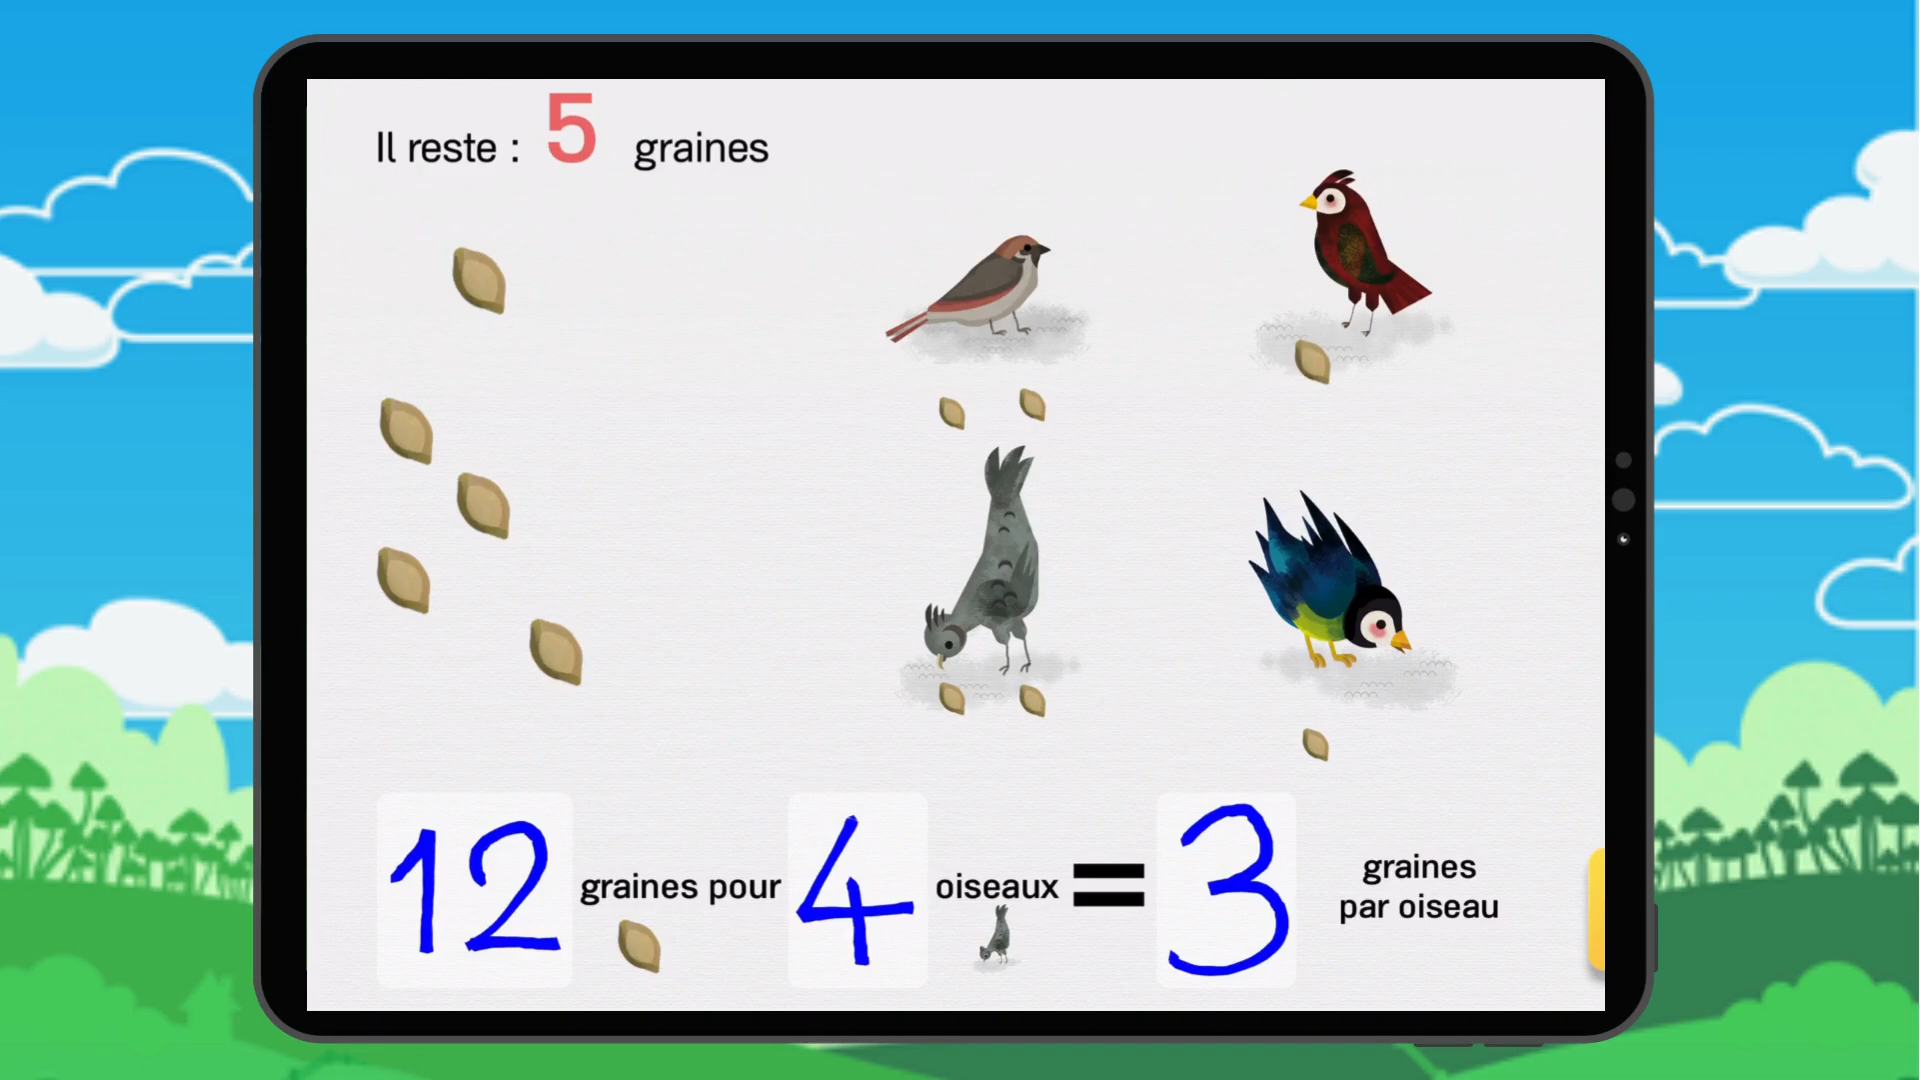 Il reste : 5 graines
12 graines pour 4 oiseaux = 3 graines
par oiseau